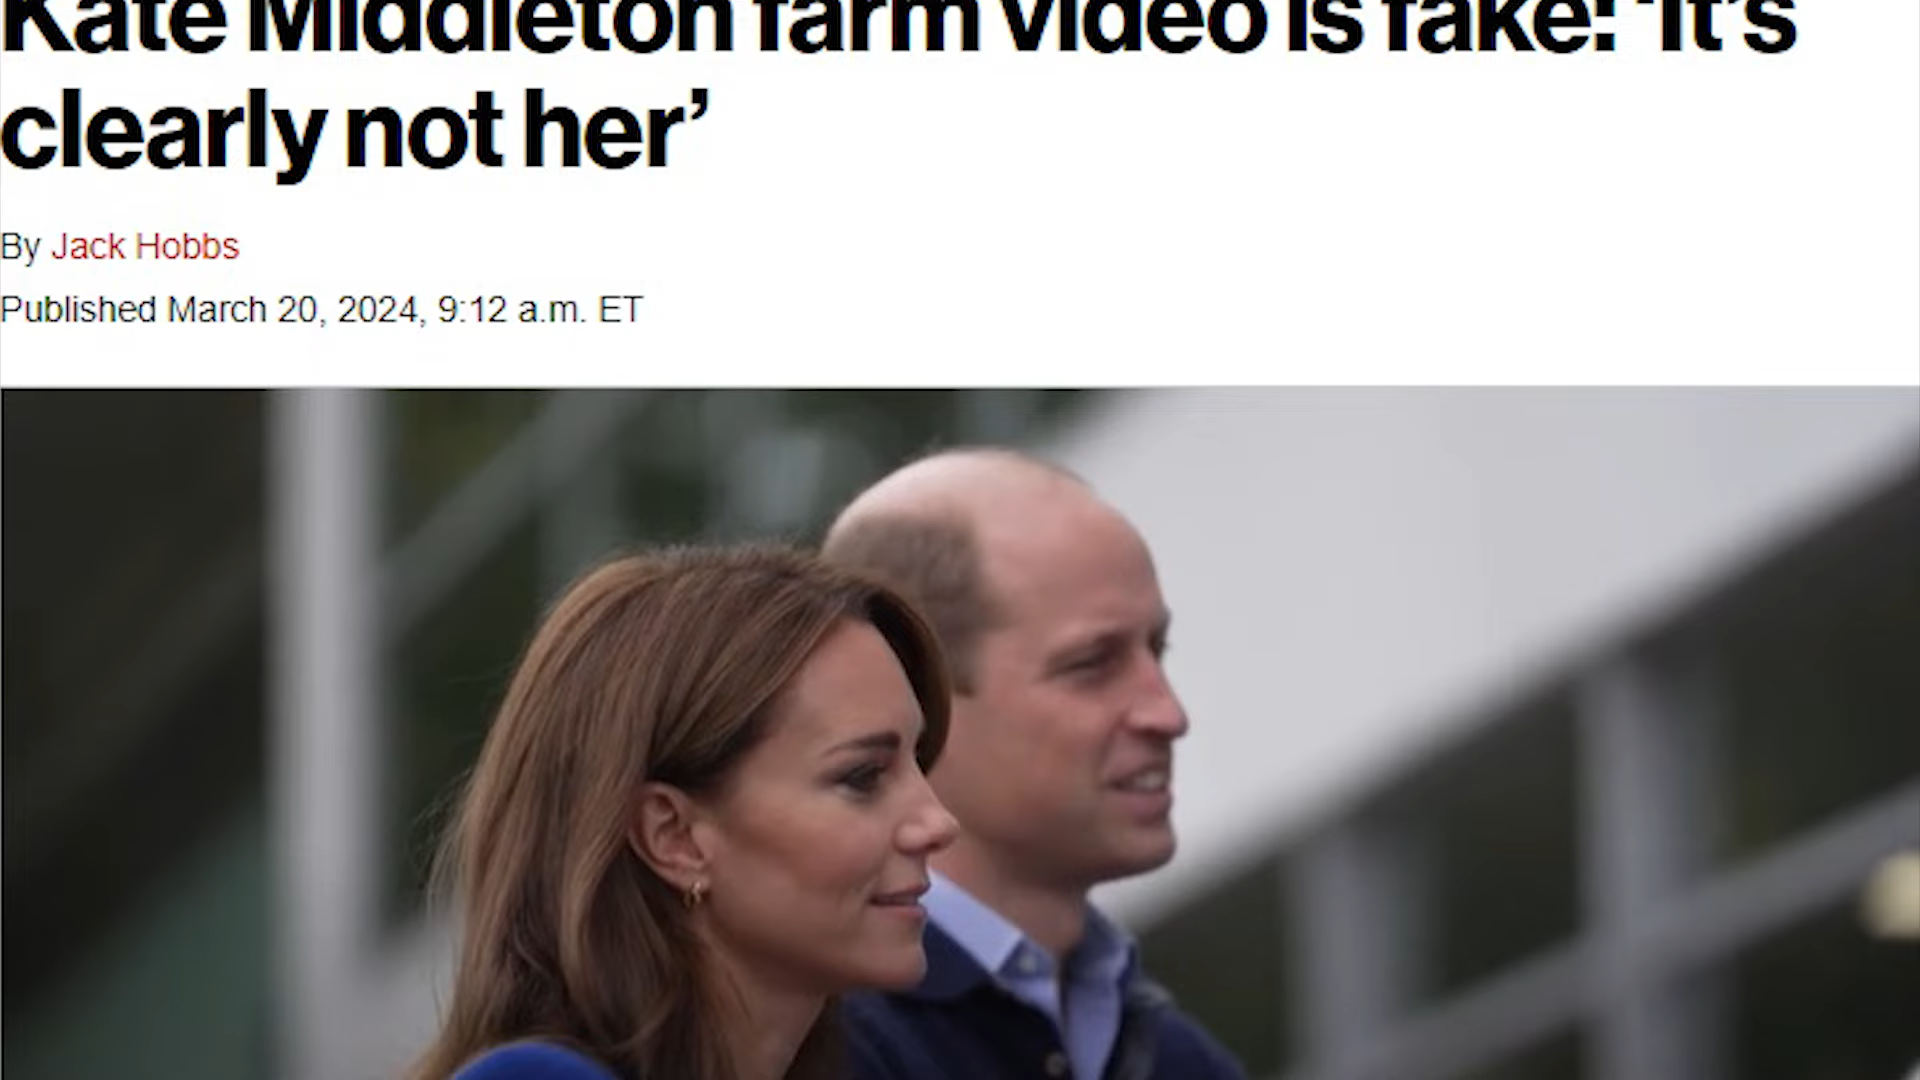 Kate Middleton farm video is fake: ‘It’s
clearly not her’
By Jack Hobbs
Published March 20, 2024, 9:12 a.m. ET